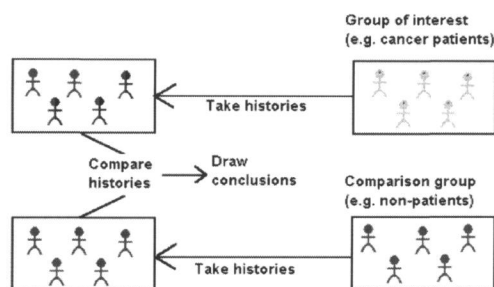 Group of interest
(e.g. cancer patients)
Take histories
Compare
histories
Draw
conclusions
Comparison group
(e.g. non-patients)
Take histories